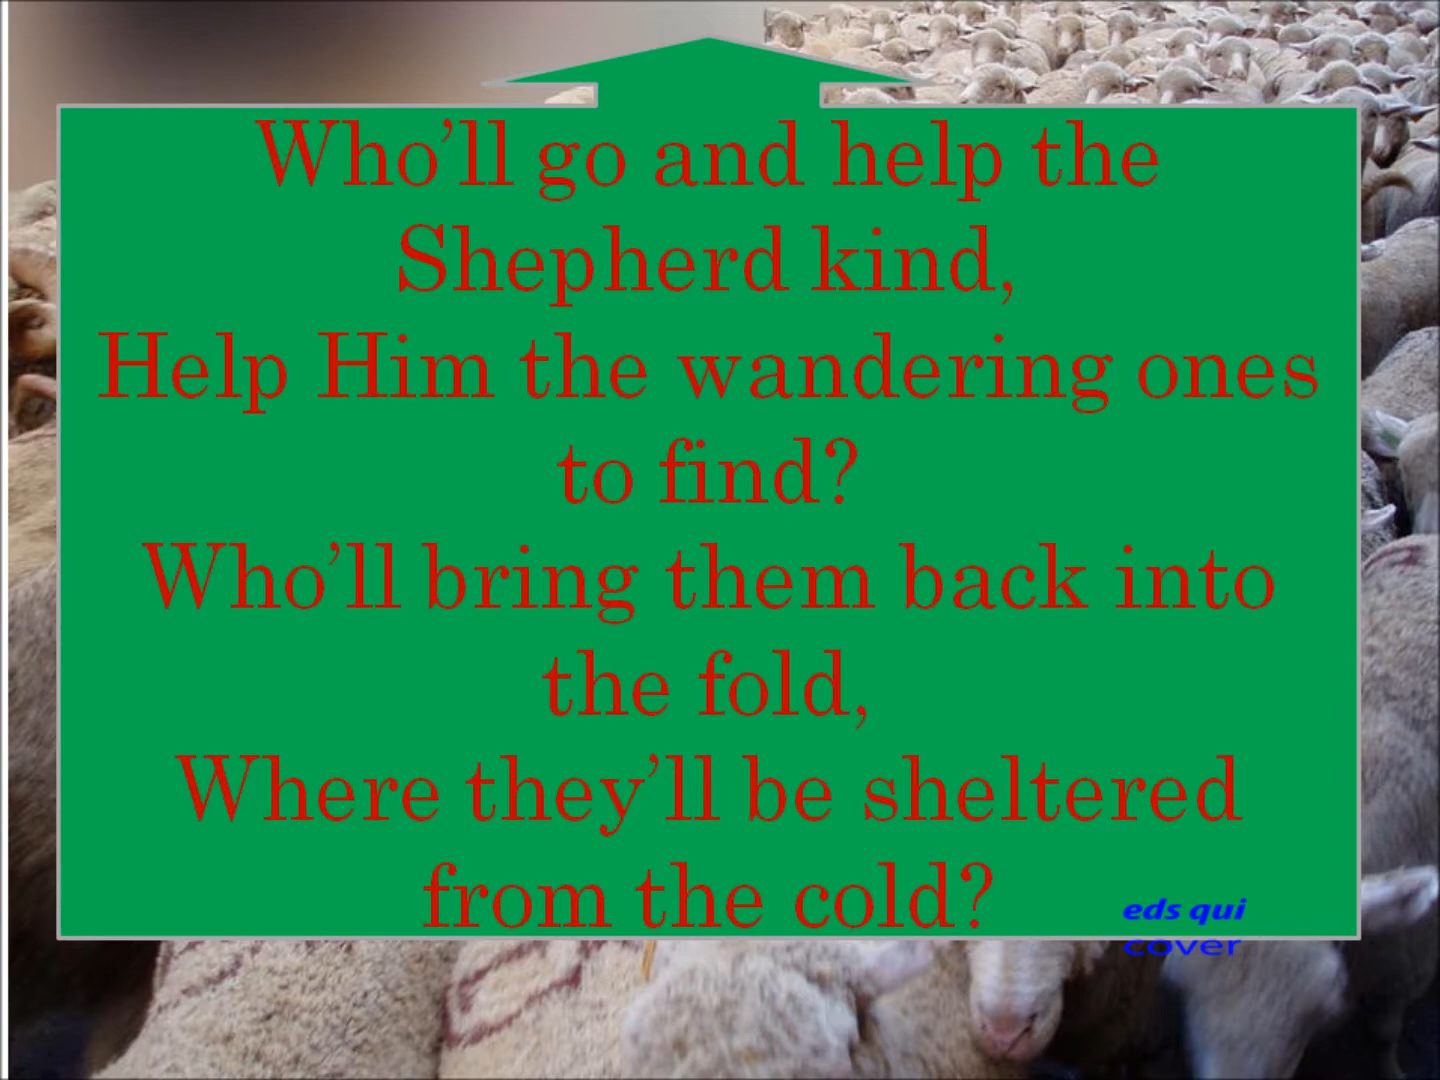 Who’ll go and help the
Shepherd kind,
Help Him the wandering ones
to find?
Who’ll bring them back into
the fold,
Where they’ll be sheltered
from the cold?
eds qui
cover